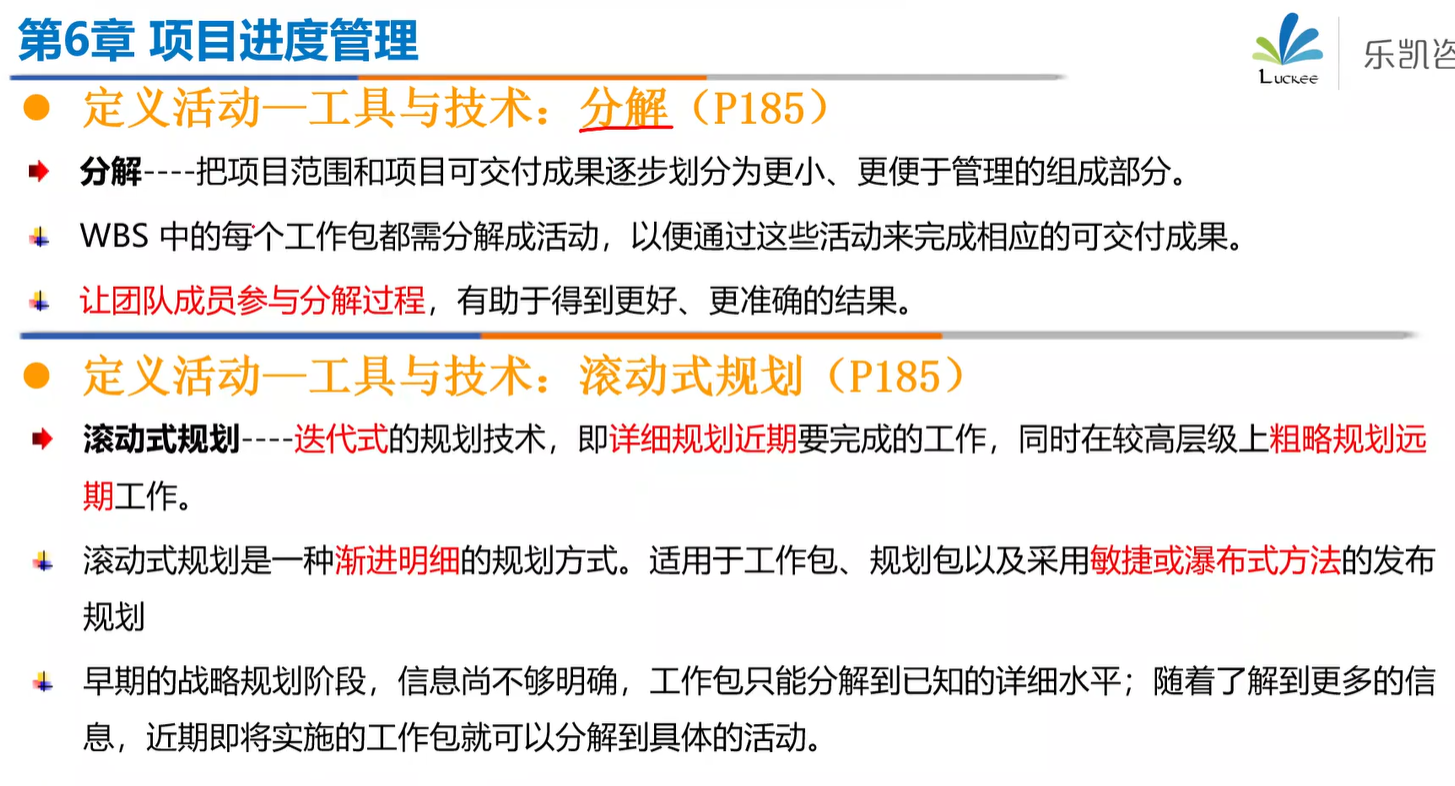 第6章 项目进度管理
Luckee
乐凯咨
定义活动—工具与技术：分解（P185）
分解----把项目范围和项目可交付成果逐步划分为更小、更便于管理的组成部分。
WBS 中的每个工作包都需分解成活动，以便通过这些活动来完成相应的可交付成果。
让团队成员参与分解过程，有助于得到更好、更准确的结果。
定义活动—工具与技术：滚动式规划（P185）
滚动式规划----迭代式的规划技术，即详细规划近期要完成的工作，同时在较高层级上粗略规划远
期工作。
滚动式规划是一种渐进明细的规划方式。适用于工作包、规划包以及采用敏捷或瀑布式方法的发布
规划
早期的战略规划阶段，信息尚不够明确，工作包只能分解到已知的详细水平；随着了解到更多的信
息，近期即将实施的工作包就可以分解到具体的活动。